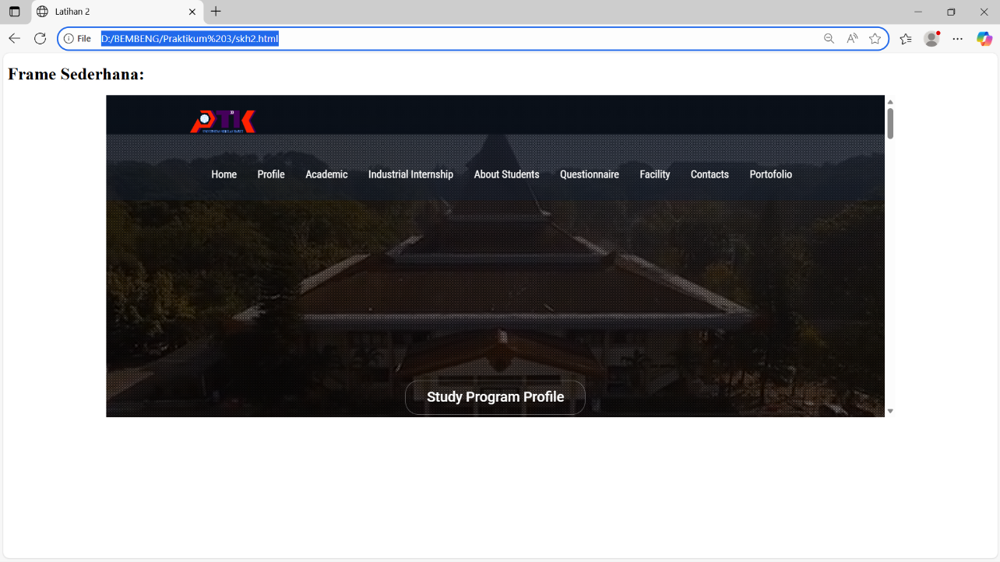 Latihan 2
File D:/BEMBENG/Praktikum%203/skh2.html
Frame Sederhana:
PTIK
Home Profile Academic Industrial Internship About Students Questionnaire Facility Contacts Portofolio
Study Program Profile